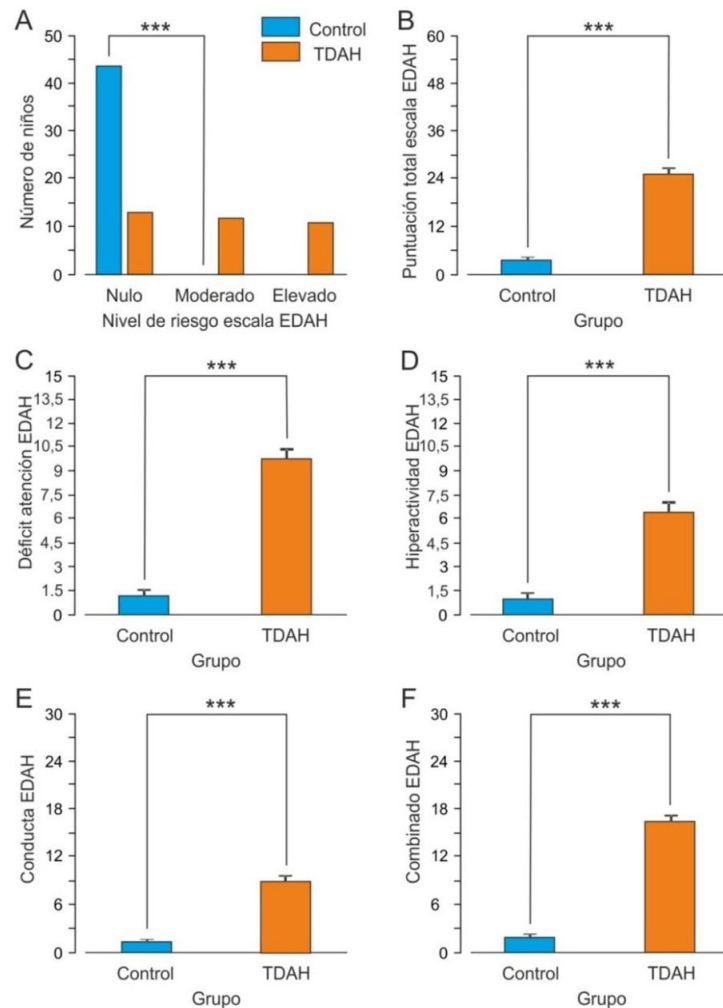 A
***
Control
TDAH
Número de niños
50
40
30
20
10
0
Nulo
Moderado
Elevado
Nivel de riesgo escala EDAH
B
***
Puntuación total escala EDAH
60
48
36
24
12
0
Control
TDAH
Grupo
C
***
Déficit atención EDAH
15
13,5
12
10,5
9
7,5
6
4,5
3
1.5
0
Control
TDAH
Grupo
D
***
Hiperactividad EDAH
15
13,5
12
10,5
9
7,5
6
4,5
3
1,5
0
Control
TDAH
Grupo
E
***
Conducta EDAH
30
24
18
12
6
0
Control
TDAH
Grupo
F
***
Combinado EDAH
30
24
18
12
6
0
Control
TDAH
Grupo